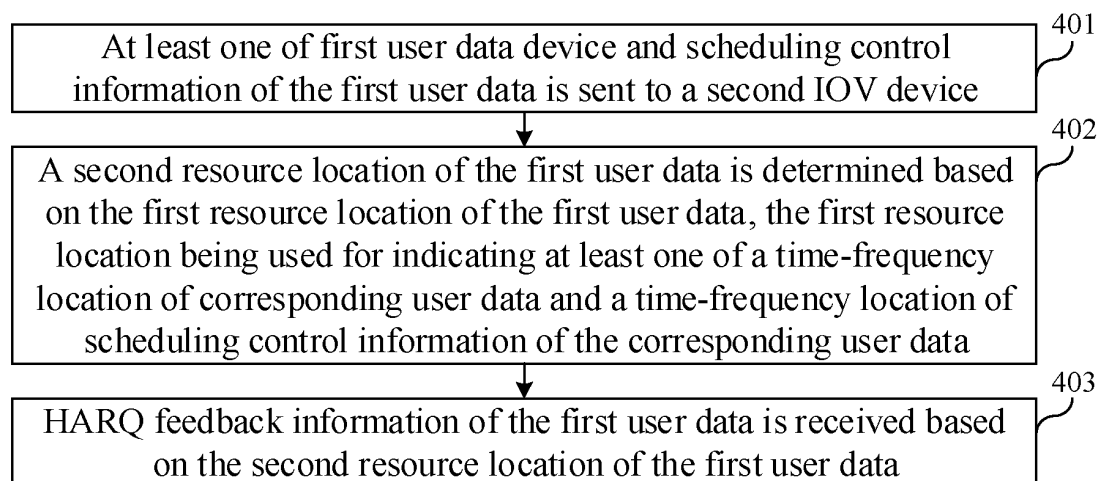 At least one of first user data device and scheduling control
information of the first user data is sent to a second IOV device
401
A second resource location of the first user data is determined based
on the first resource location of the first user data, the first resource
location being used for indicating at least one of a time-frequency
location of corresponding user data and a time-frequency location of
scheduling control information of the corresponding user data
402
HARQ feedback information of the first user data is received based
on the second resource location of the first user data
403